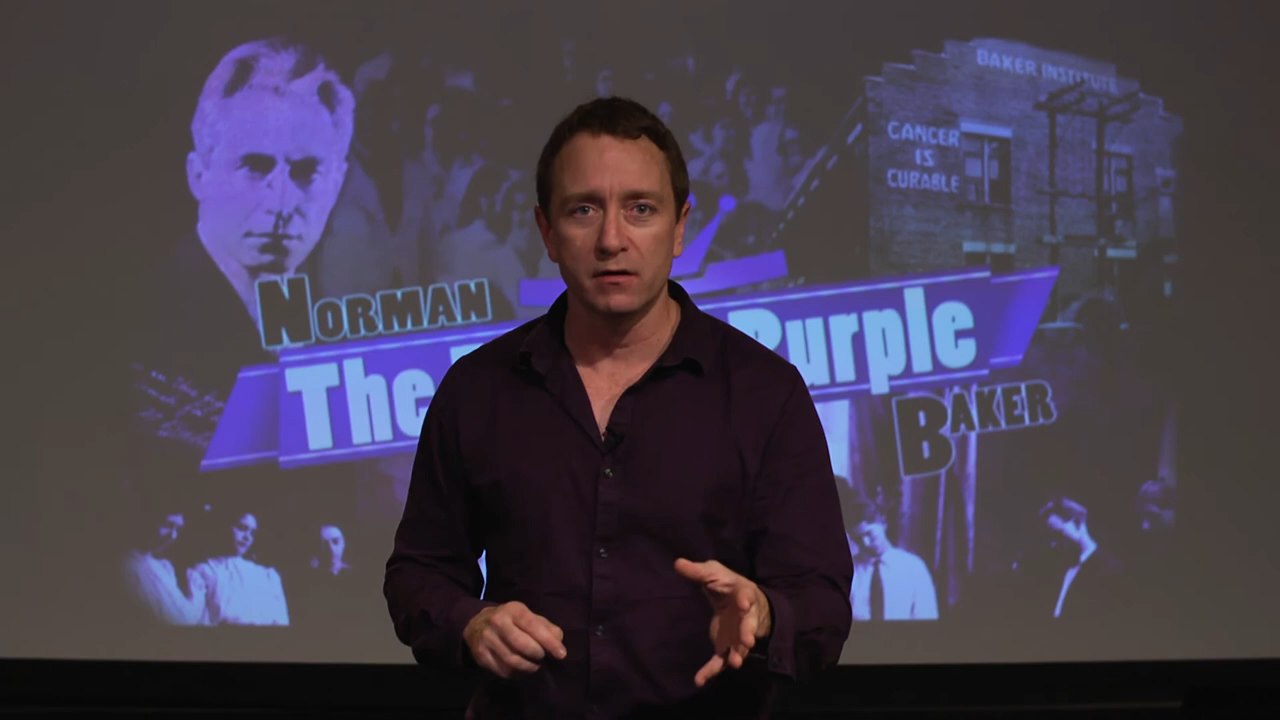 BAKER INSTITUTE
CANCER
IS
CURABLE
NORMAN
The Purple
BAKER